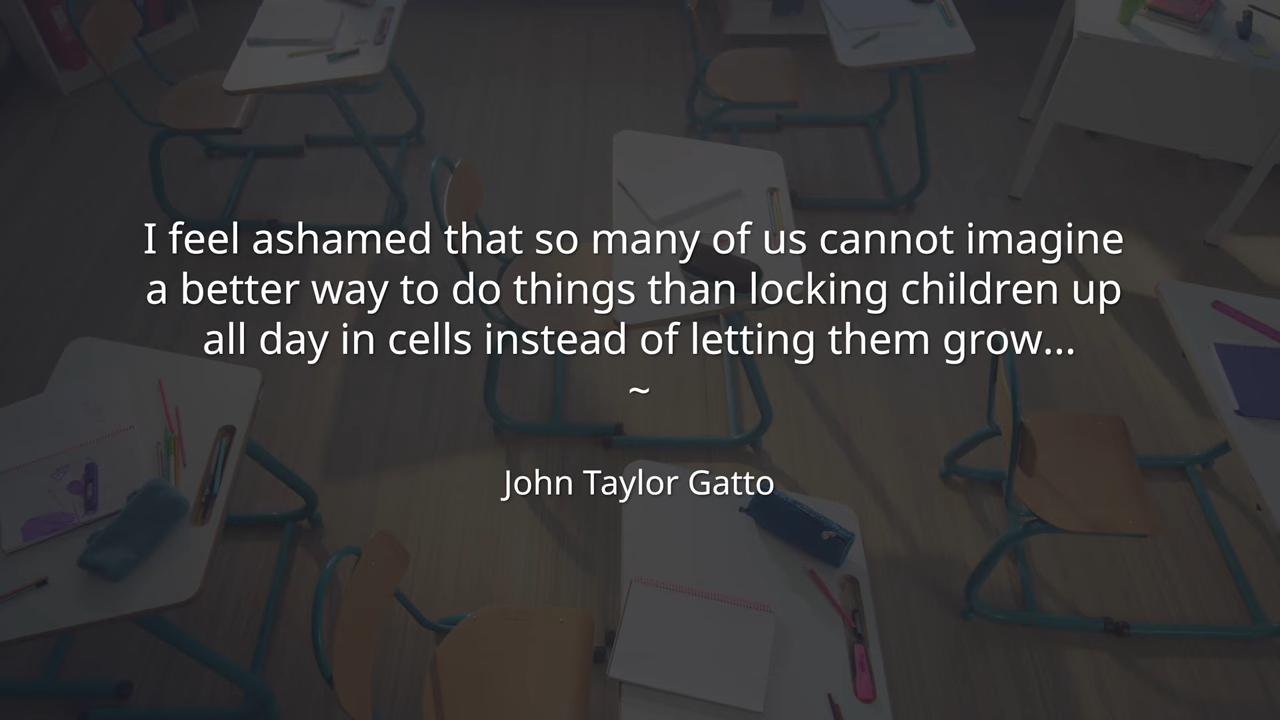 I feel ashamed that so many of us cannot imagine
a better way to do things than locking children up
all day in cells instead of letting them grow...
~
John Taylor Gatto